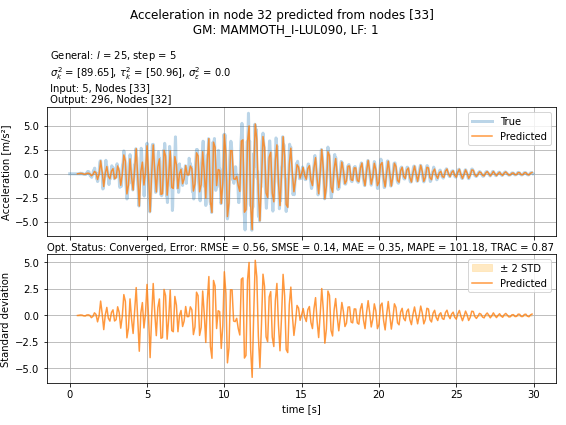 Acceleration in node 32 predicted from nodes [33]
GM: MAMMOTH_I-LUL090, LF: 1
General: l = 25, step = 5
σ²ₖ = [89.65], τ²ₖ = [50.96], σ²ε = 0.0
Input: 5, Nodes [33]
Output: 296, Nodes [32]
Acceleration [m/s²]
5.0
2.5
0.0
−2.5
−5.0
True
Predicted
Opt. Status: Converged, Error: RMSE = 0.56, SMSE = 0.14, MAE = 0.35, MAPE = 101.18, TRAC = 0.87
Standard deviation
5.0
2.5
0.0
−2.5
−5.0
± 2 STD
Predicted
0 5 10 15 20 25 30
time [s]